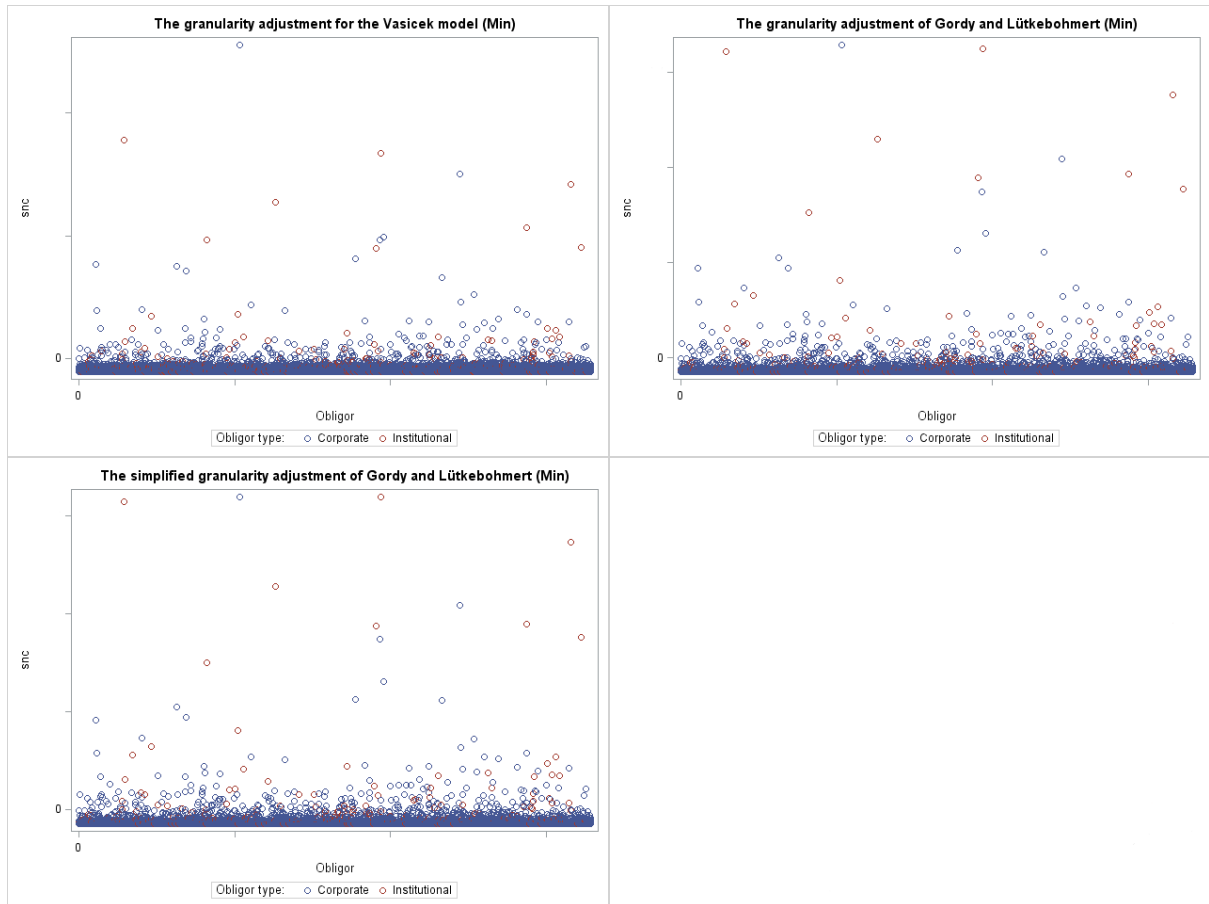 The granularity adjustment for the Vasicek model (Min)
snc
0
0
Obligor
Obligor type: Corporate Institutional
The granularity adjustment of Gordy and Lütkebohmert (Min)
snc
0
0
Obligor
Obligor type: Corporate Institutional
The simplified granularity adjustment of Gordy and Lütkebohmert (Min)
snc
0
0
Obligor
Obligor type: Corporate Institutional